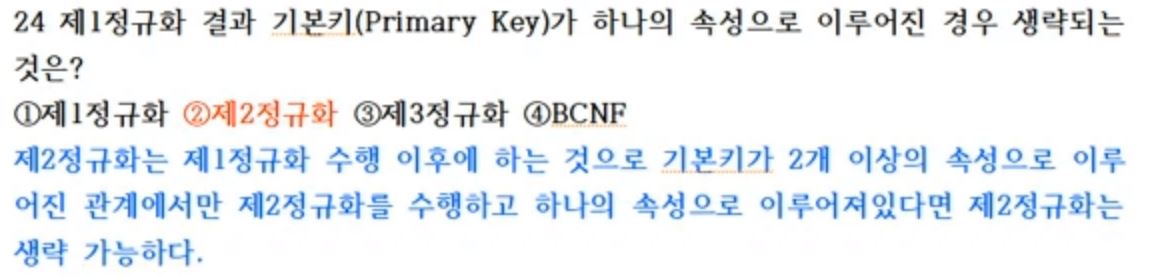 24 제1정규화 결과 기본키(Primary Key)가 하나의 속성으로 이루어진 경우 생략되는
것은?
①제1정규화 ②제2정규화 ③제3정규화 ④BCNF
제2정규화는 제1정규화 수행 이후에 하는 것으로 기본키가 2개 이상의 속성으로 이루
어진 관계에서만 제2정규화를 수행하고 하나의 속성으로 이루어져있다면 제2정규화는
생략 가능하다.